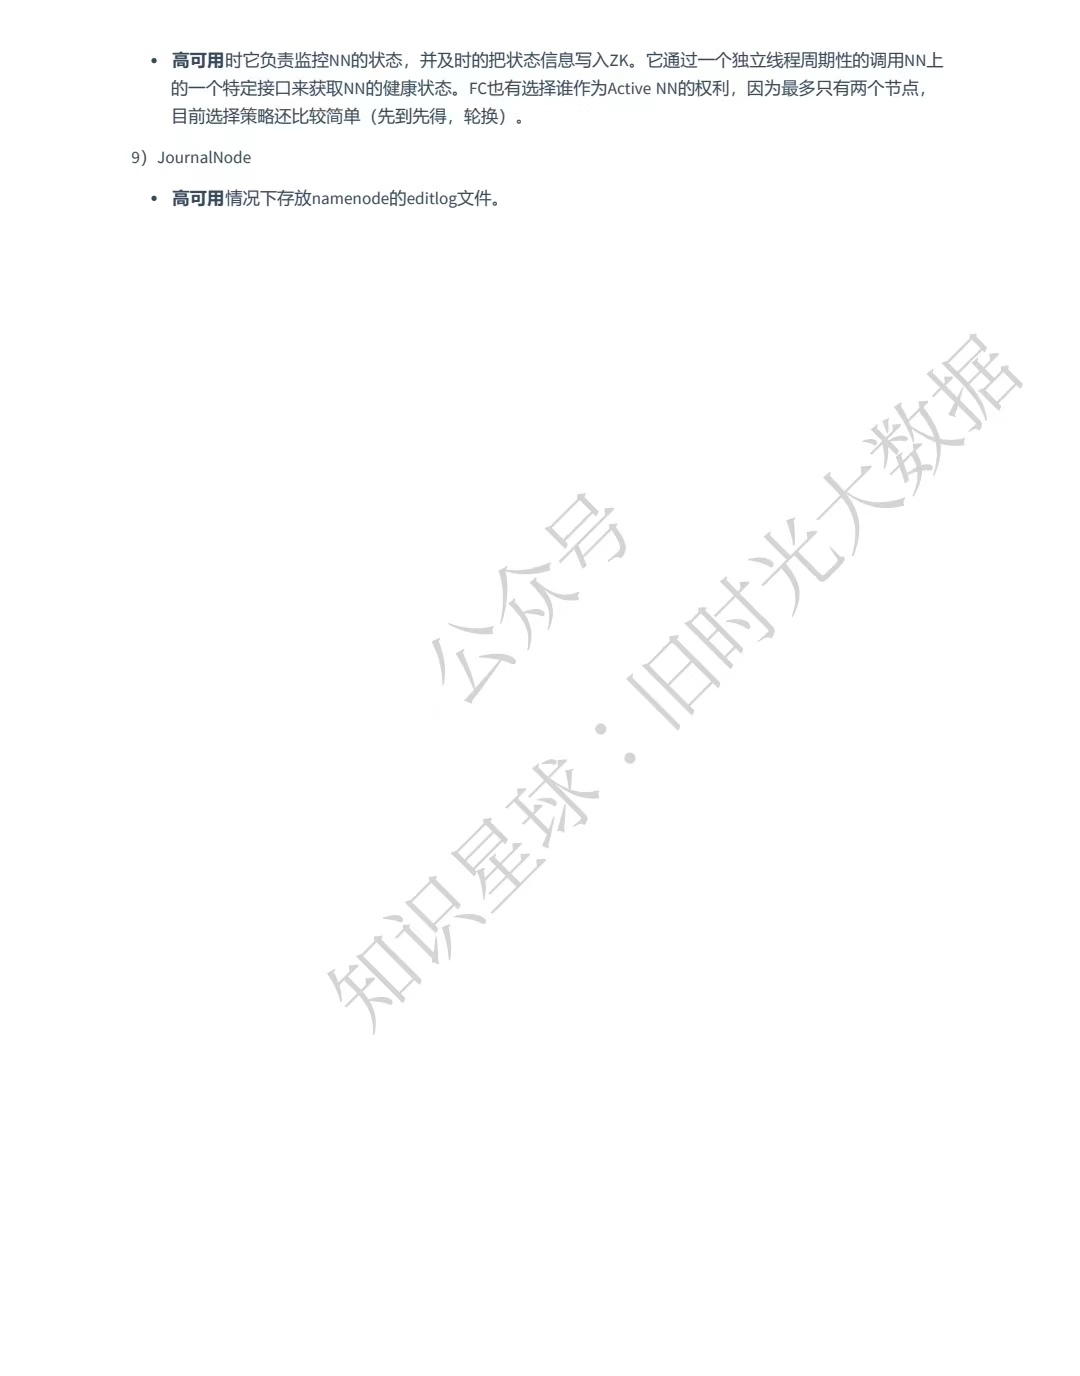 • 高可用时它负责监控NN的状态，并及时的把状态信息写入ZK。它通过一个独立线程周期性的调用NN上
的一个特定接口来获取NN的健康状态。FC也有选择谁作为Active NN的权利，因为最多只有两个节点，
目前选择策略还比较简单（先到先得，轮换）。
9）JournalNode
• 高可用情况下存放namenode的editlog文件。
公众号
知识星球：旧时光大数据